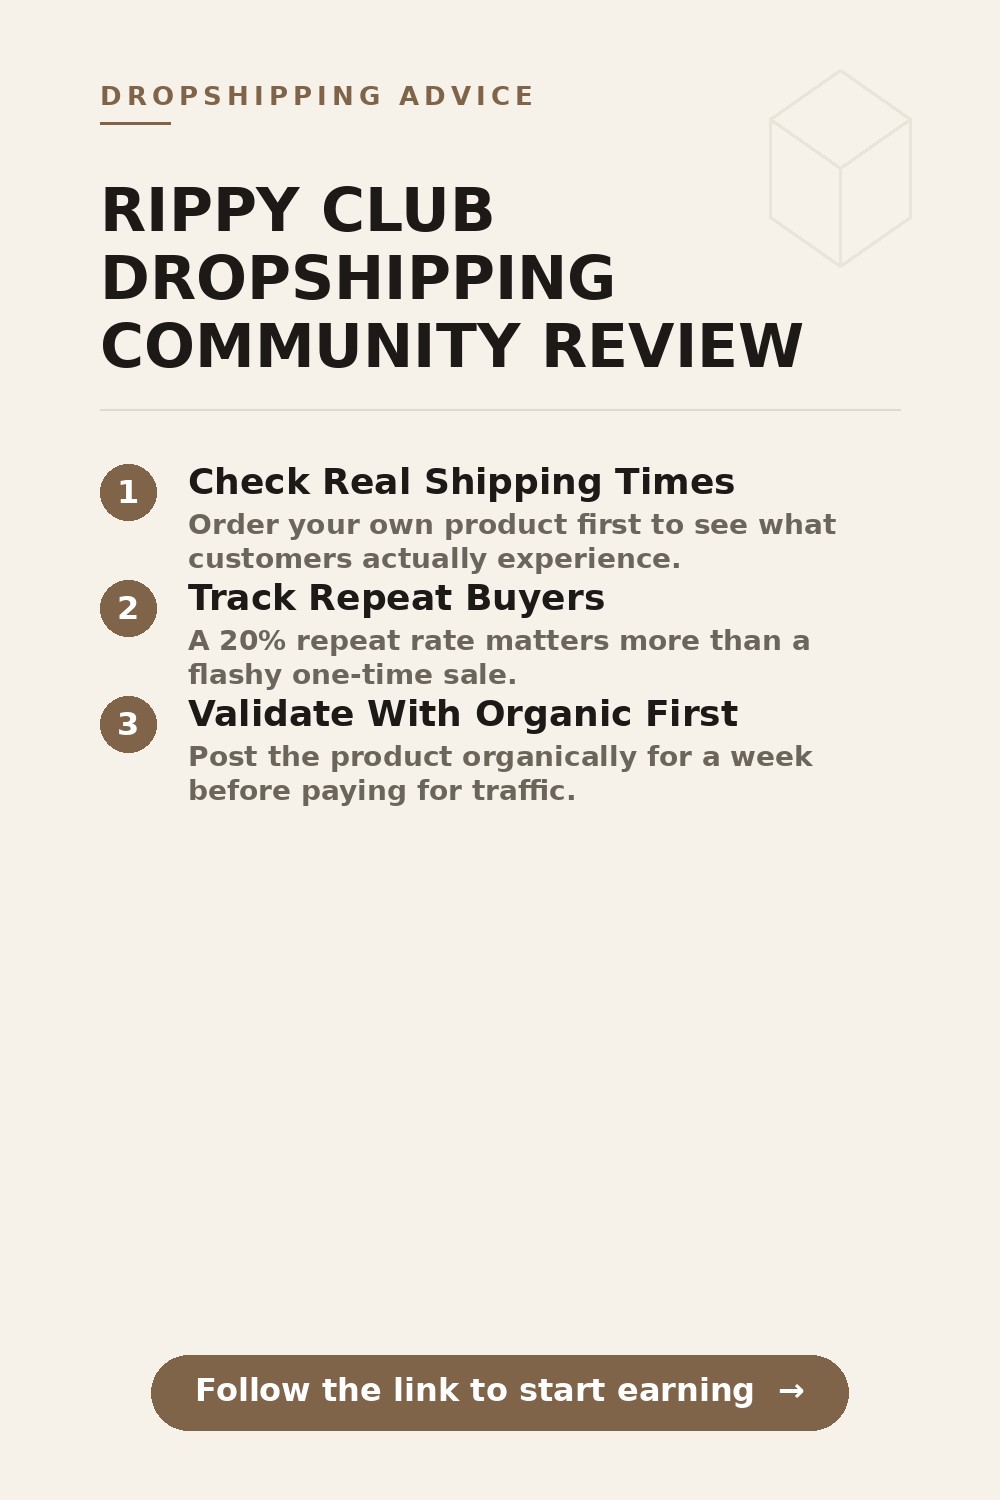 DROPSHIPPING ADVICE
RIPPY CLUB
DROPSHIPPING
COMMUNITY REVIEW
1 Check Real Shipping Times
Order your own product first to see what
customers actually experience.
2 Track Repeat Buyers
A 20% repeat rate matters more than a
flashy one-time sale.
3 Validate With Organic First
Post the product organically for a week
before paying for traffic.
Follow the link to start earning →